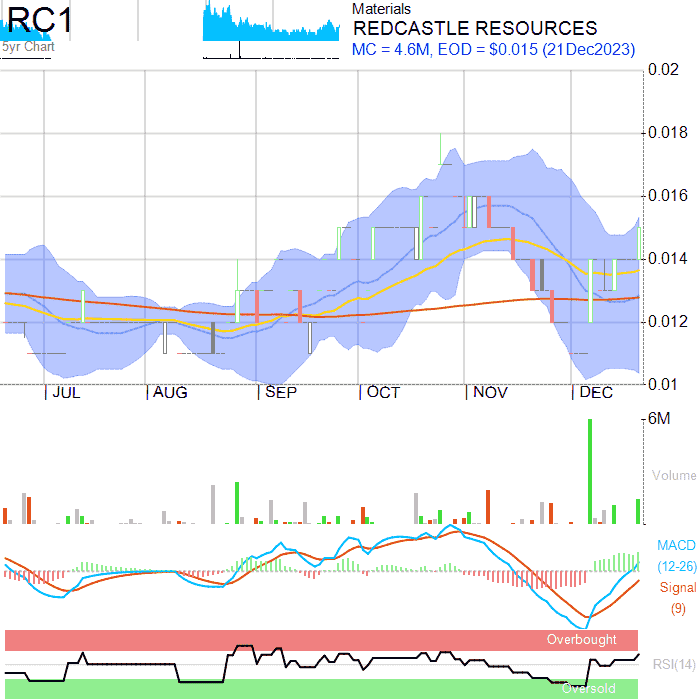 RC1
5yr Chart
Materials
REDCASTLE RESOURCES
MC = 4.6M, EOD = $0.015 (21Dec2023)
0.02
0.018
0.016
0.014
0.012
0.01
JUL AUG SEP OCT NOV DEC
6M
Volume
MACD
(12-26)
Signal
(9)
Overbought
RSI(14)
Oversold